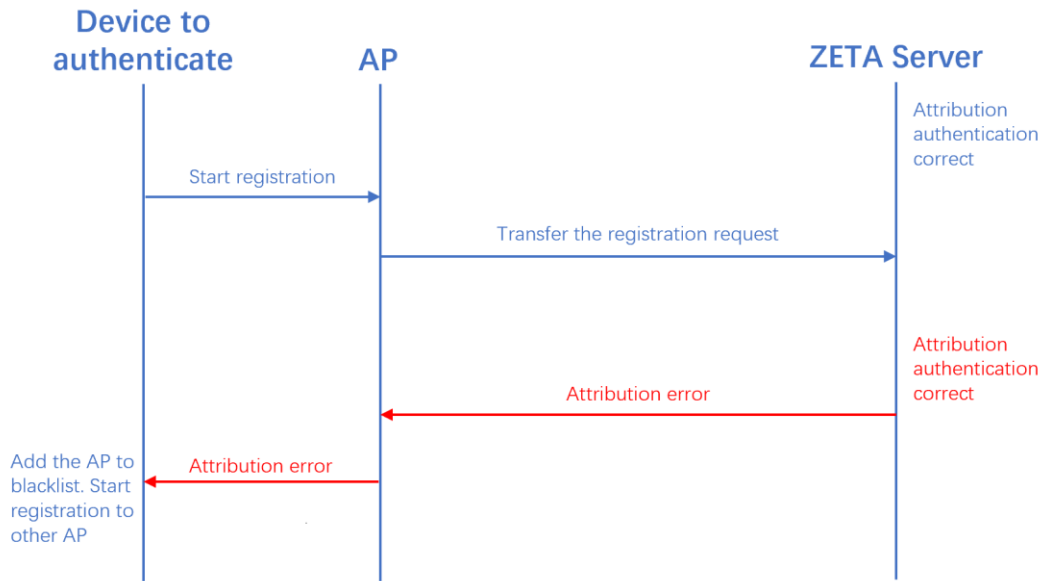 Device to
authenticate
AP
ZETA Server
Attribution
authentication
correct
Start registration
Transfer the registration request
Attribution
authentication
correct
Attribution error
Add the AP to
blacklist. Start
registration to
other AP
Attribution error